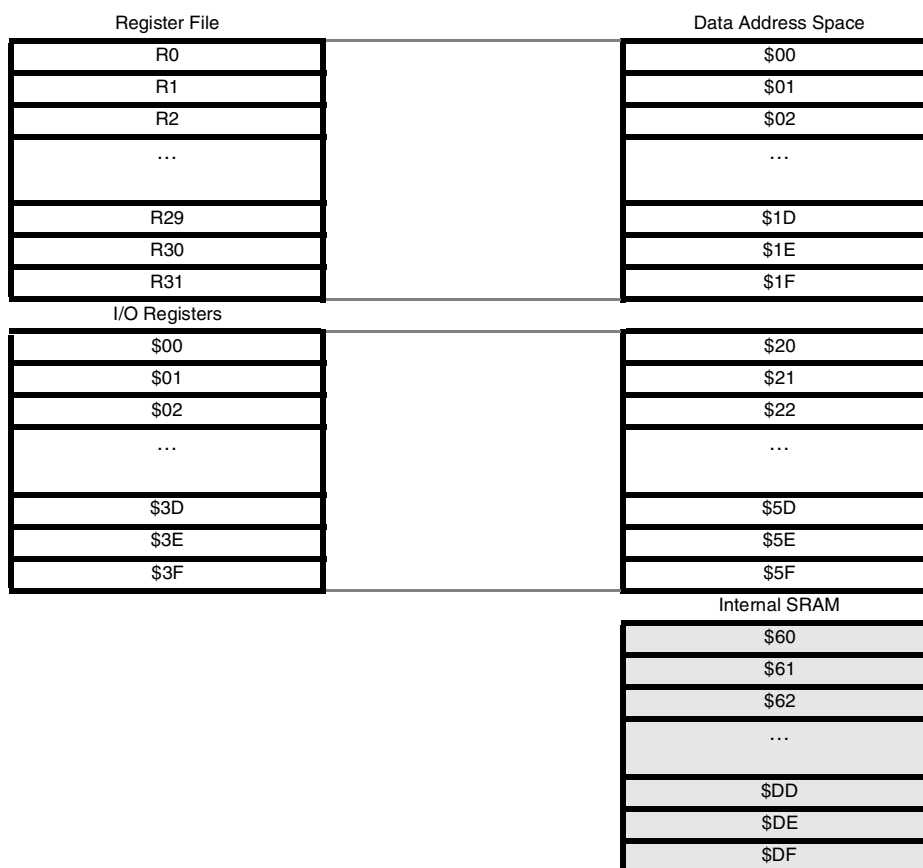 Register File Data Address Space
R0 $00
R1 $01
R2 $02
… …
R29 $1D
R30 $1E
R31 $1F
I/O Registers
$00 $20
$01 $21
$02 $22
… …
$3D $5D
$3E $5E
$3F $5F
Internal SRAM
$60
$61
$62
…
$DD
$DE
$DF